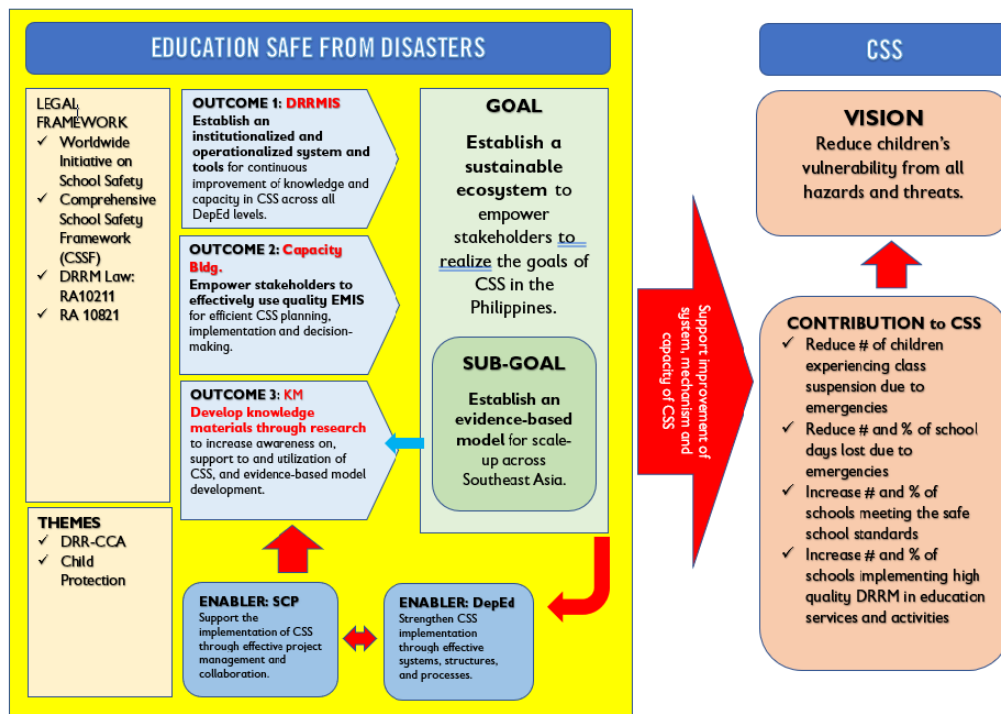 EDUCATION SAFE FROM DISASTERS
LEGAL
FRAMEWORK
✓ Worldwide
Initiative on
School Safety
✓ Comprehensive
School Safety
Framework
(CSSF)
✓ DRRM Law:
RA10211
✓ RA 10821
THEMES
✓ DRR-CCA
✓ Child
Protection
OUTCOME 1: DRRMIS
Establish an
institutionalized and
operationalized system and
tools for continuous
improvement of knowledge and
capacity in CSS across all
DepEd levels.
OUTCOME 2: Capacity
Bldg.
Empower stakeholders to
effectively use quality EMIS
for efficient CSS planning,
implementation and decision-
making.
OUTCOME 3: KM
Develop knowledge
materials through research
to increase awareness on,
support to and utilization of
CSS, and evidence-based model
development.
GOAL
Establish a
sustainable
ecosystem to
empower
stakeholders to
realize the goals of
CSS in the
Philippines.
SUB-GOAL
Establish an
evidence-based
model for scale-
up across
Southeast Asia.
ENABLER: SCP
Support the
implementation of CSS
through effective project
management and
collaboration.
ENABLER: DepEd
Strengthen CSS
implementation
through effective
systems, structures,
and processes.
Support improvement of
system, mechanism and
capacity of CSS
CSS
VISION
Reduce children's
vulnerability from all
hazards and threats.
CONTRIBUTION to CSS
✓ Reduce # of children
experiencing class
suspension due to
emergencies
✓ Reduce # and % of school
days lost due to
emergencies
✓ Increase # and % of
schools meeting the safe
school standards
✓ Increase # and % of
schools implementing high
quality DRRM in education
services and activities